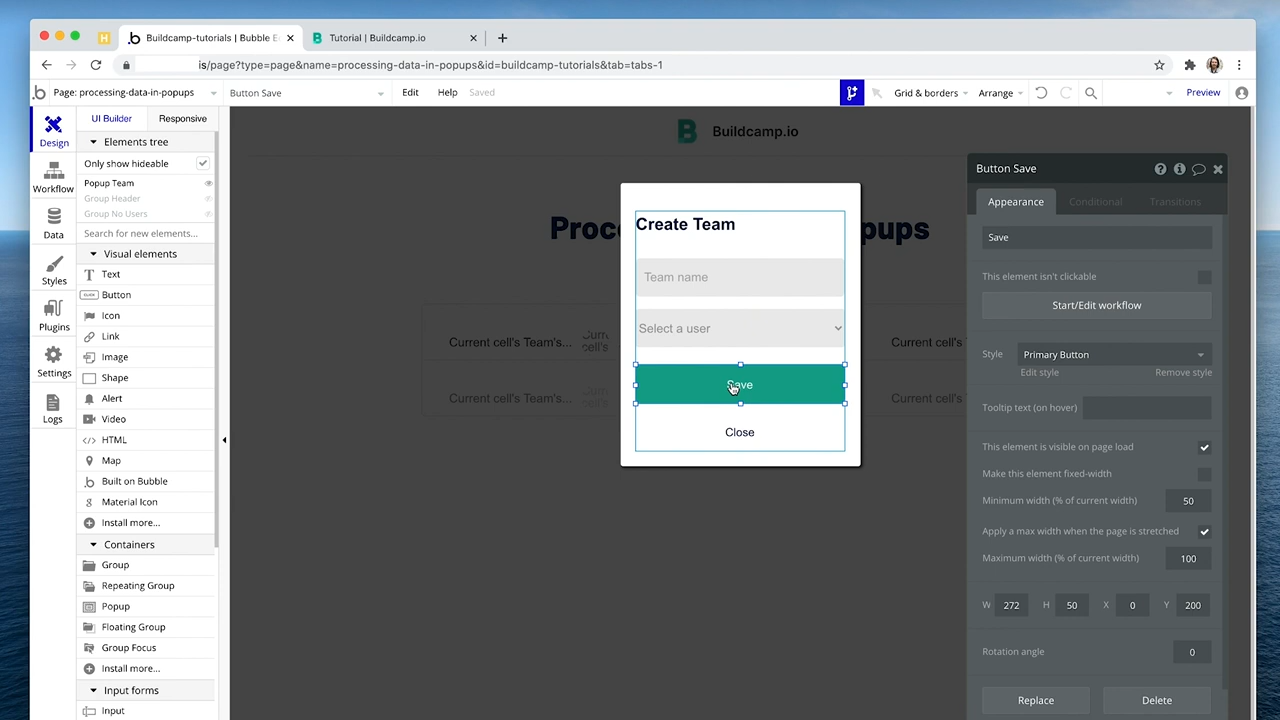 Buildcamp-tutorials | Bubble E
Tutorial | Buildcamp.io
is/page?type=page&name=processing-data-in-popups&id=buildcamp-tutorials&tab=tabs-1
Page: processing-data-in-popups
Button Save
Edit
Help
Saved
Grid & borders
Arrange
Preview
Design
Workflow
Data
Styles
Plugins
Settings
Logs
UI Builder
Responsive
Elements tree
Only show hideable
Popup Team
Group Header
Group No Users
Search for new elements...
Visual elements
Text
CLICK
Button
Icon
Link
Image
Shape
Alert
Video
HTML
Map
Built on Bubble
Material Icon
Install more...
Containers
Group
Repeating Group
Popup
Floating Group
Group Focus
Install more...
Input forms
Input
Buildcamp.io
Proc
opups
Current cell's Team's...
Curre
cell's
Current cell's
Current cell's Team's...
Current
cell's
Current cell's
Create Team
Team name
Select a user
Save
Close
Button Save
Appearance
Conditional
Transitions
Save
This element isn't clickable
Start/Edit workflow
Style
Primary Button
Edit style
Remove style
Tooltip text (on hover)
This element is visible on page load
Make this element fixed-width
Minimum width (% of current width)
50
Apply a max width when the page is stretched
Maximum width (% of current width)
100
W 272 H 50 X 0 Y 200
Rotation angle
0
Replace
Delete